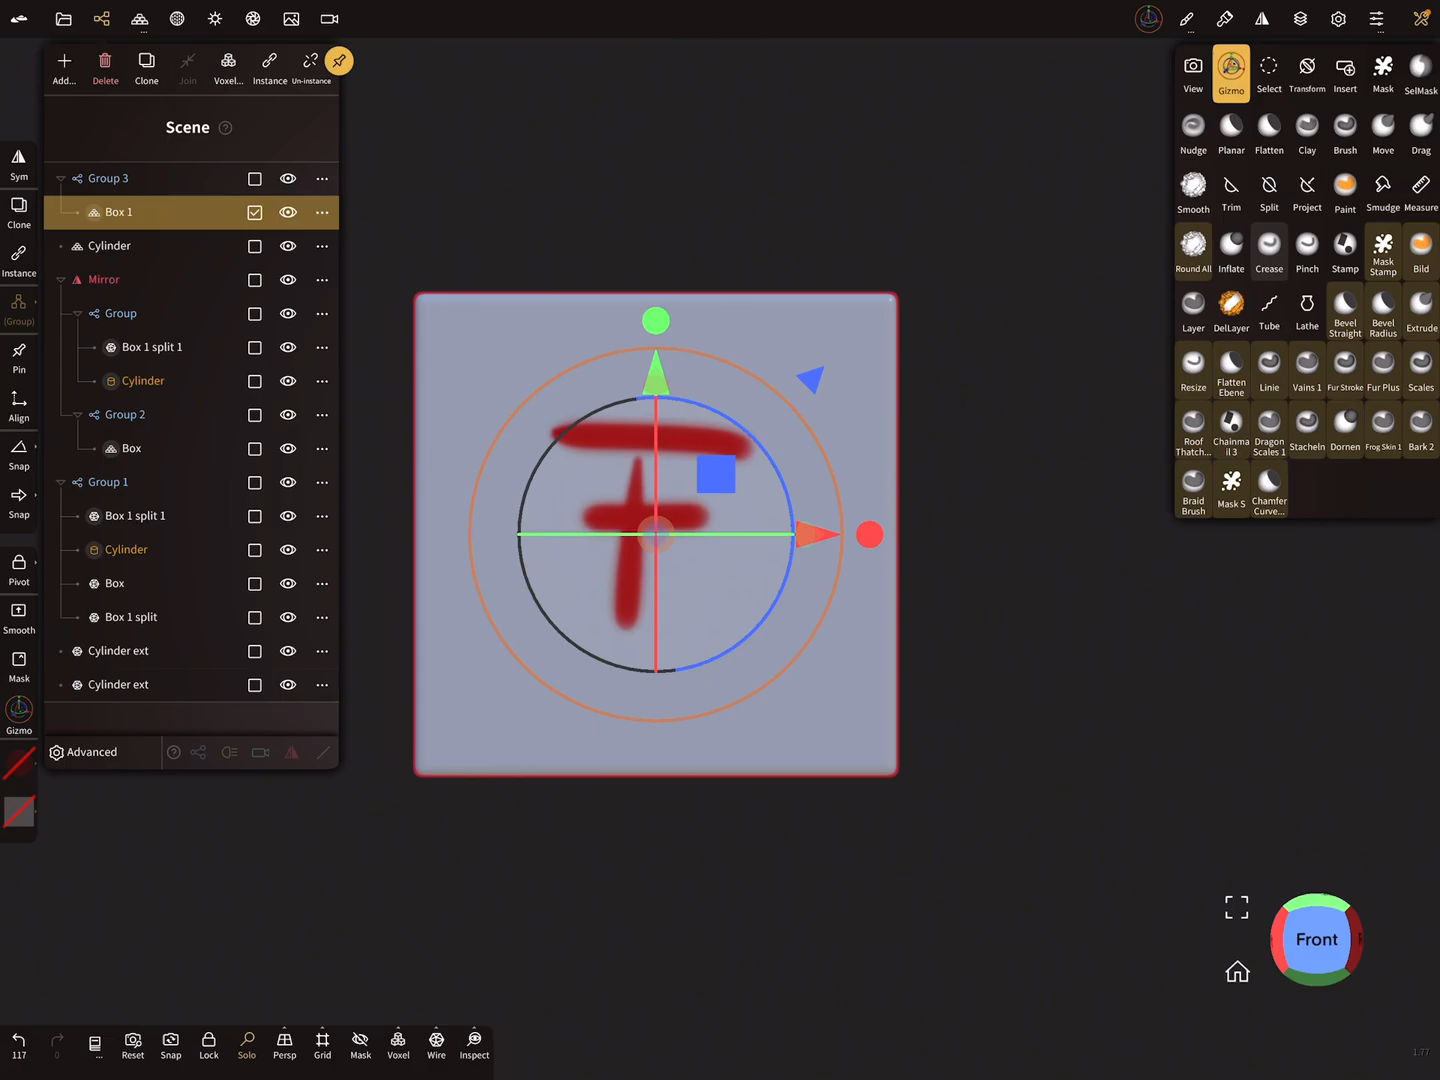 Add...
Delete
Clone
Join
Voxel...
Instance
Un-instance
Scene
Group 3
Box 1
Cylinder
Mirror
Group
Box 1 split 1
Cylinder
Group 2
Box
Group 1
Box 1 split 1
Cylinder
Box
Box 1 split
Cylinder ext
Cylinder ext
Advanced
Sym
Clone
Instance
(Group)
Pin
Align
Snap
Snap
Pivot
Smooth
Mask
Gizmo
View
Gizmo
Select
Transform
Insert
Mask
SelMask
Nudge
Planar
Flatten
Clay
Brush
Move
Drag
Smooth
Trim
Split
Project
Paint
Smudge
Measure
Round All
Inflate
Crease
Pinch
Stamp
Mask
Stamp
Bild
Layer
DelLayer
Tube
Lathe
Bevel
Straight
Bevel
Radius
Extrude
Resize
Flatten
Ebene
Linie
Vains 1
Fur Stroke
Fur Plus
Scales
Roof
Thatch...
Chainma
il 3
Dragon
Scales 1
Stacheln
Dornen
Frog Skin 1
Bark 2
Braid
Brush
Mask S
Chamfer
Curve...
Front
117
0
...
Reset
Snap
Lock
Solo
Persp
Grid
Mask
Voxel
Wire
Inspect
1.77